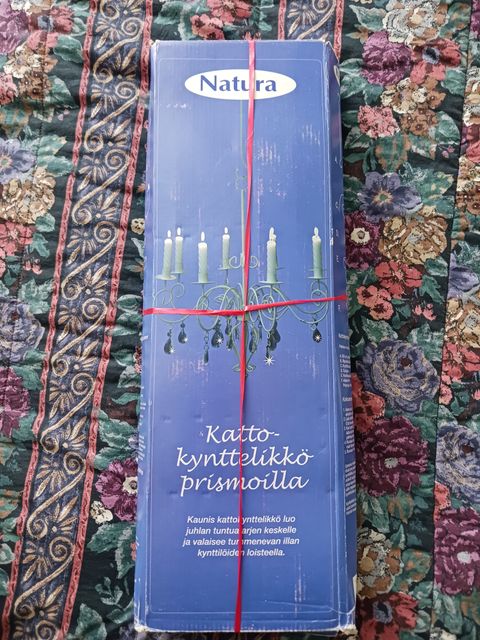 Natura
Katto-
kynttelikkö
prismoilla
Kaunis kattokynttelikkö luo
juhlan tuntua arjen keskelle
ja valaisee tummenevan illan
kynttilöiden loisteella.